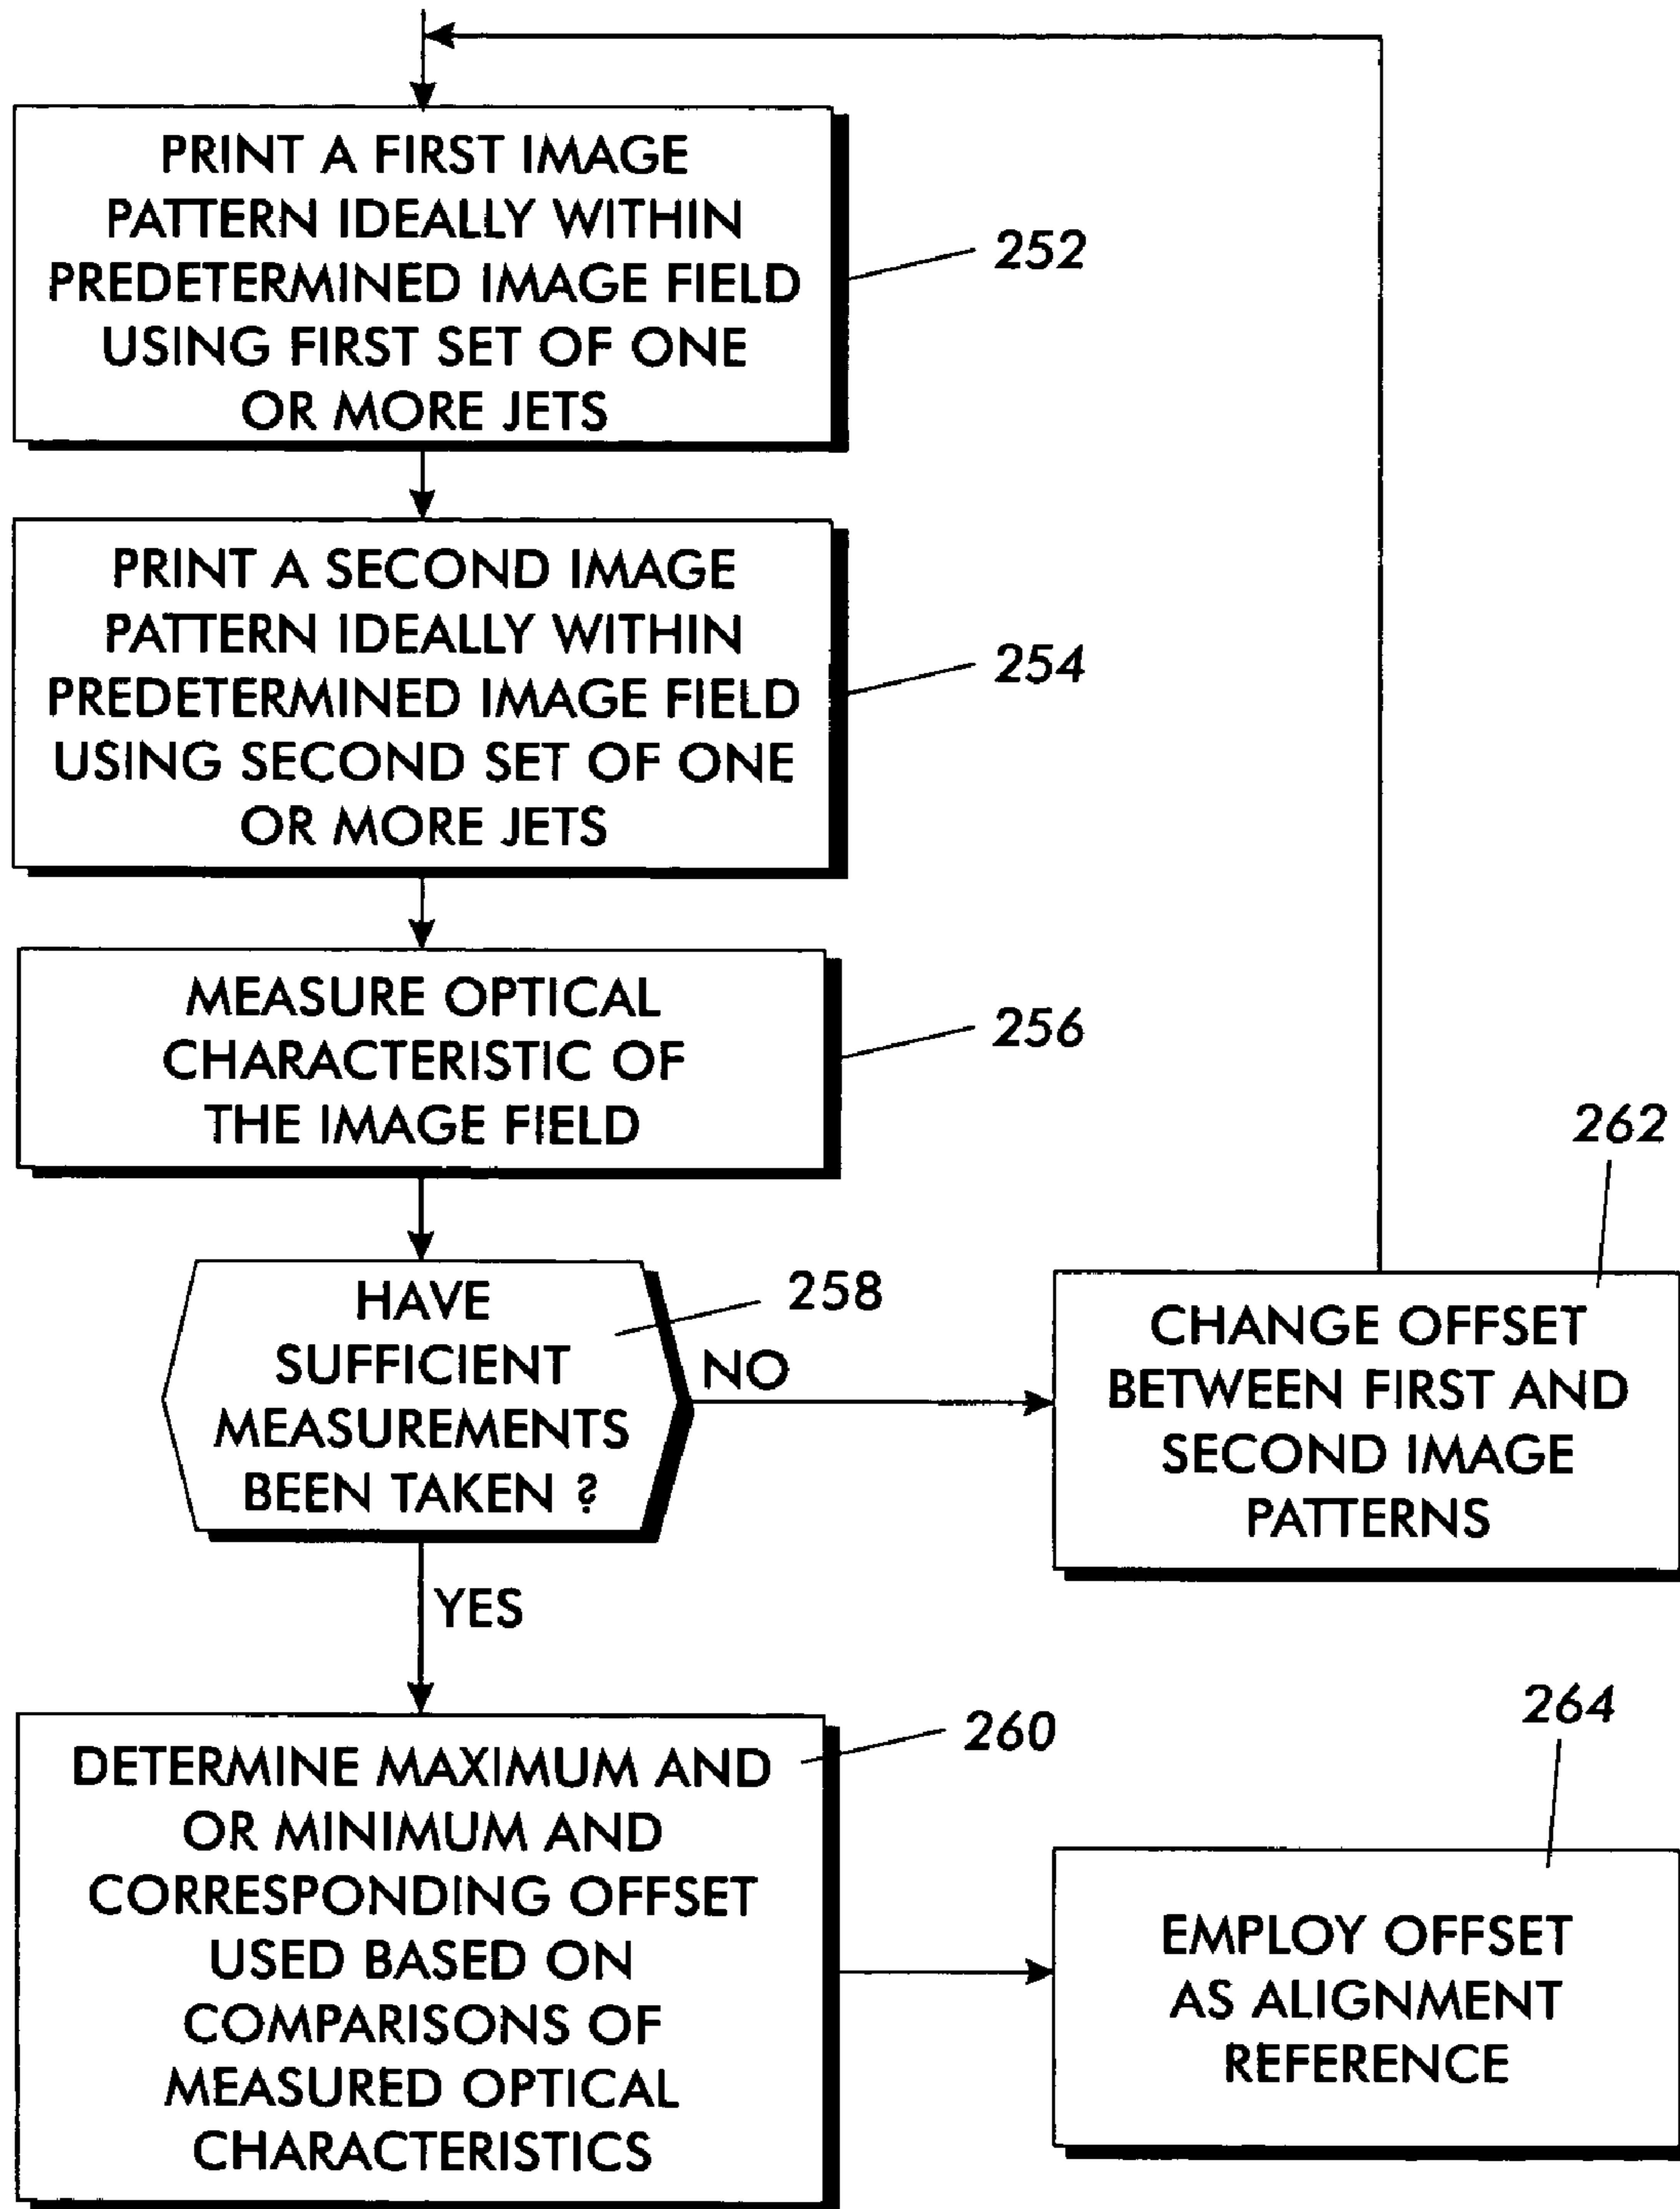 PRINT A FIRST IMAGE
PATTERN IDEALLY WITHIN
PREDETERMINED IMAGE FIELD
USING FIRST SET OF ONE
OR MORE JETS
252
PRINT A SECOND IMAGE
PATTERN IDEALLY WITHIN
PREDETERMINED IMAGE FIELD
USING SECOND SET OF ONE
OR MORE JETS
254
MEASURE OPTICAL
CHARACTERISTIC OF
THE IMAGE FIELD
256
HAVE
SUFFICIENT
MEASUREMENTS
BEEN TAKEN ?
258
NO
262
CHANGE OFFSET
BETWEEN FIRST AND
SECOND IMAGE
PATTERNS
YES
DETERMINE MAXIMUM AND
OR MINIMUM AND
CORRESPONDING OFFSET
USED BASED ON
COMPARISONS OF
MEASURED OPTICAL
CHARACTERISTICS
260
264
EMPLOY OFFSET
AS ALIGNMENT
REFERENCE